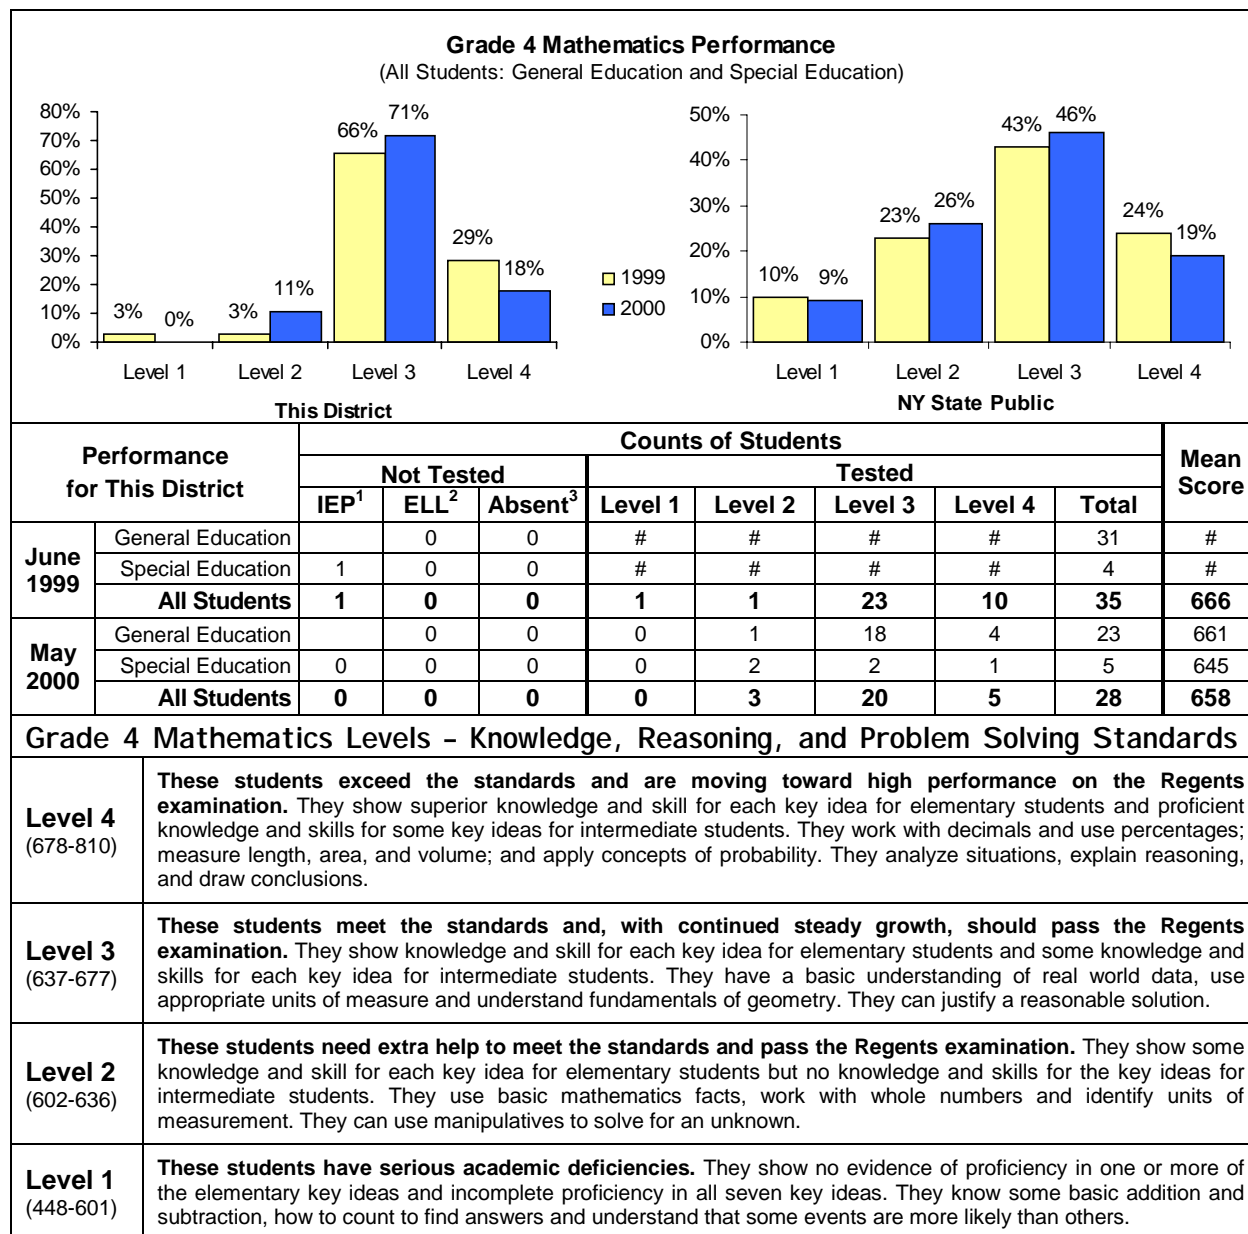 Grade 4 Mathematics Performance
(All Students: General Education and Special Education)
80%
70%
60%
50%
40%
30%
20%
10%
0%
3%
0%
3%
11%
66%
71%
29%
18%
Level 1
Level 2
Level 3
Level 4
This District
1999
2000
50%
40%
30%
20%
10%
0%
10%
9%
23%
26%
43%
46%
24%
19%
Level 1
Level 2
Level 3
Level 4
NY State Public
Performance for This District
Counts of Students
Mean Score
Not Tested
Tested
IEP1 ELL2 Absent3 Level 1 Level 2 Level 3 Level 4 Total
June 1999
General Education 0 0 # # # # 31 #
Special Education 1 0 0 # # # # 4 #
All Students 1 0 0 1 1 23 10 35 666
May 2000
General Education 0 0 0 1 18 4 23 661
Special Education 0 0 0 0 2 2 1 5 645
All Students 0 0 0 0 3 20 5 28 658
Grade 4 Mathematics Levels – Knowledge, Reasoning, and Problem Solving Standards
Level 4
(678-810)
These students exceed the standards and are moving toward high performance on the Regents
examination. They show superior knowledge and skill for each key idea for elementary students and proficient
knowledge and skills for some key ideas for intermediate students. They work with decimals and use percentages;
measure length, area, and volume; and apply concepts of probability. They analyze situations, explain reasoning,
and draw conclusions.
Level 3
(637-677)
These students meet the standards and, with continued steady growth, should pass the Regents
examination. They show knowledge and skill for each key idea for elementary students and some knowledge and
skills for each key idea for intermediate students. They have a basic understanding of real world data, use
appropriate units of measure and understand fundamentals of geometry. They can justify a reasonable solution.
Level 2
(602-636)
These students need extra help to meet the standards and pass the Regents examination. They show some
knowledge and skill for each key idea for elementary students but no knowledge and skills for the key ideas for
intermediate students. They use basic mathematics facts, work with whole numbers and identify units of
measurement. They can use manipulatives to solve for an unknown.
Level 1
(448-601)
These students have serious academic deficiencies. They show no evidence of proficiency in one or more of
the elementary key ideas and incomplete proficiency in all seven key ideas. They know some basic addition and
subtraction, how to count to find answers and understand that some events are more likely than others.